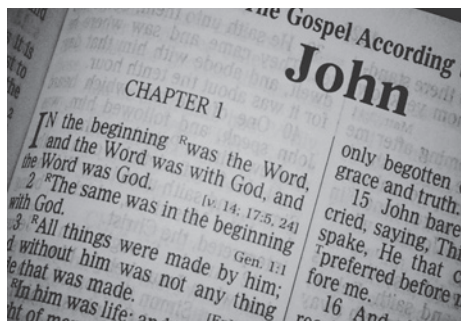 The Gospel According
John
CHAPTER 1
IN the beginning ᴿwas the Word,
and the Word was with God, and
the Word was God. [v. 14; 17:5, 24]
2 ᴿThe same was in the beginning
with God. Gen. 1:1
3 ᴿAll things were made by him;
without him was not any thing
that was made.
ᴿIn him was life; and
of
only begotten
grace and truth.
15 John bare
cried, saying,
spake, He that
ᵀpreferred before
fore me.
16 And